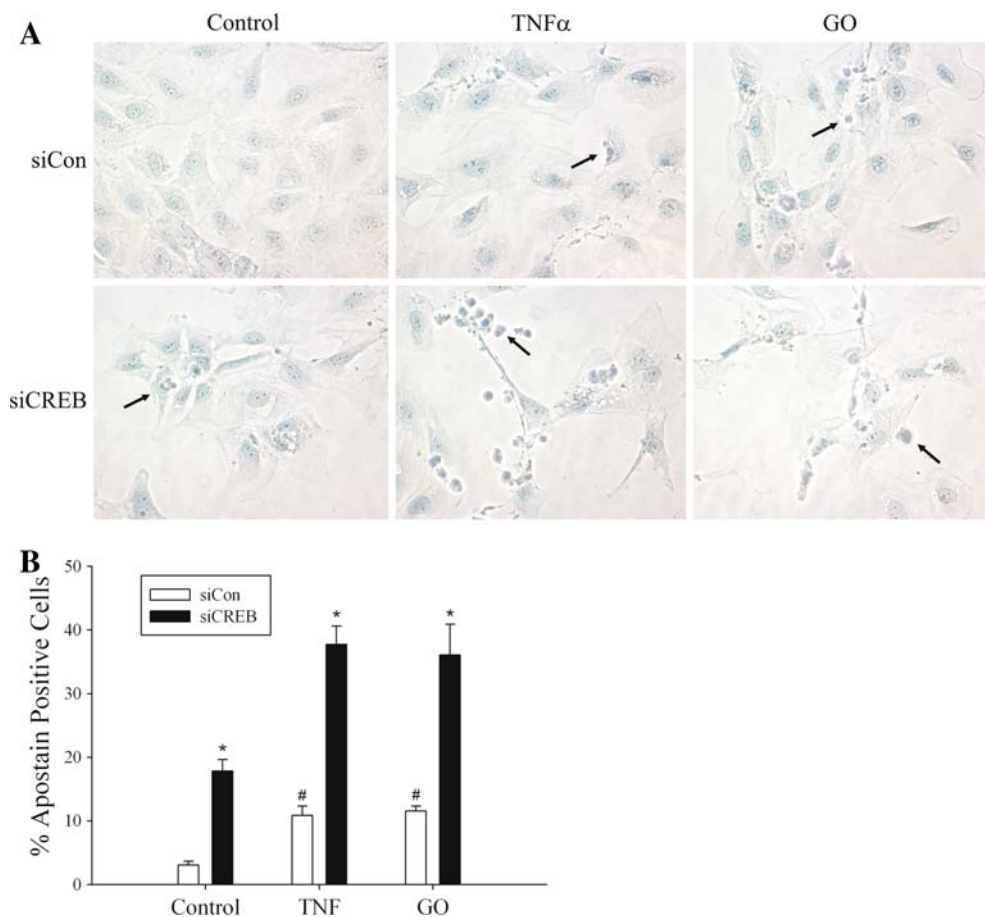 A
Control
TNFα
GO
siCon
siCREB
B
% Apostain Positive Cells
50
40
30
20
10
0
siCon
siCREB
*
#
*
#
*
Control
TNF
GO